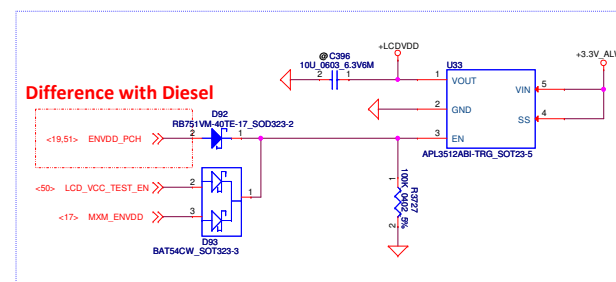 @ C396
10U_0603_6.3V6M
+LCDVDD
+3.3V_AL
2 1
U33
1 VOUT
VIN 5
2 GND
SS 4
3 EN
APL3512ABI-TRG_SOT23-5
Difference with Diesel
D92
RB751VM-40TE-17_SOD323-2
<19,51> ENVDD_PCH 2 1
<50> LCD_VCC_TEST_EN 2
1
<17> MXM_ENVDD 3
D93
BAT54CW_SOT323-3
1
R3727
100K_0402_5%
2